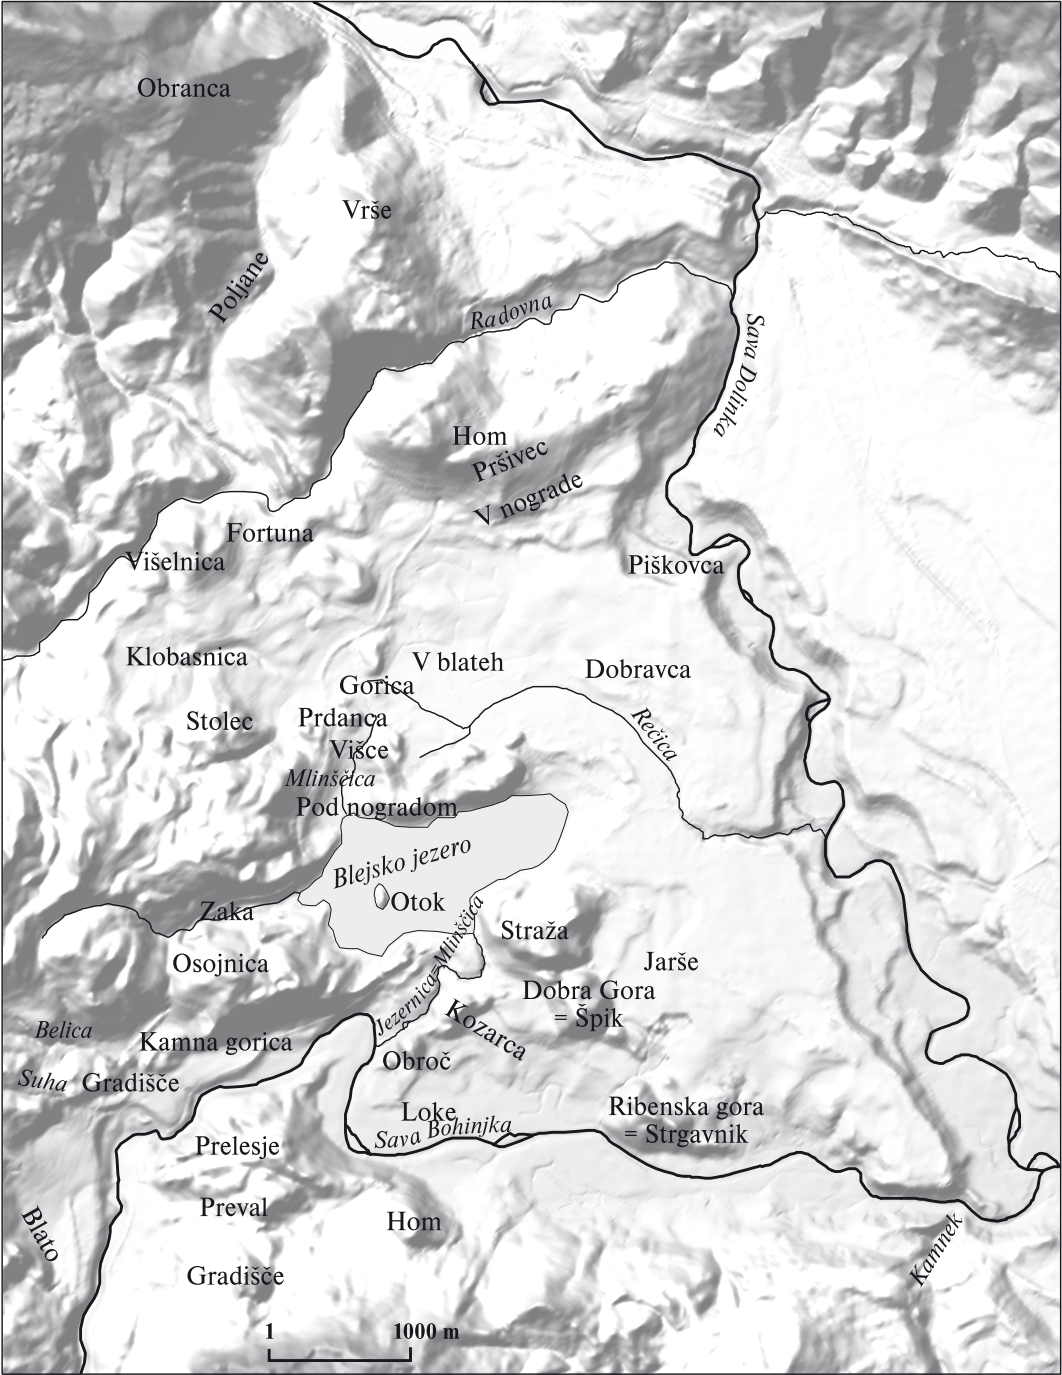 Obranca
Vrše
Poljane
Radovna
Sava Dolinka
Hom
Pršivec
V nograde
Fortuna
Višelnica
Piškovca
Klobasnica
V blateh
Dobravca
Gorica
Stolec
Prdanca
Rečica
Višce
Mlinščica
Pod nogradom
Blejsko jezero
Otok
Zaka
Straža
Osojnica
Jezernica=Mlinščica
Jarše
Dobra Gora
= Špik
Kozarca
Belica
Kamna gorica
Obroč
Suha
Gradišče
Loke
Ribenska gora
= Strgavnik
Sava Bohinjka
Prelesje
Preval
Hom
Blato
Kamnek
Gradišče
1 1000 m